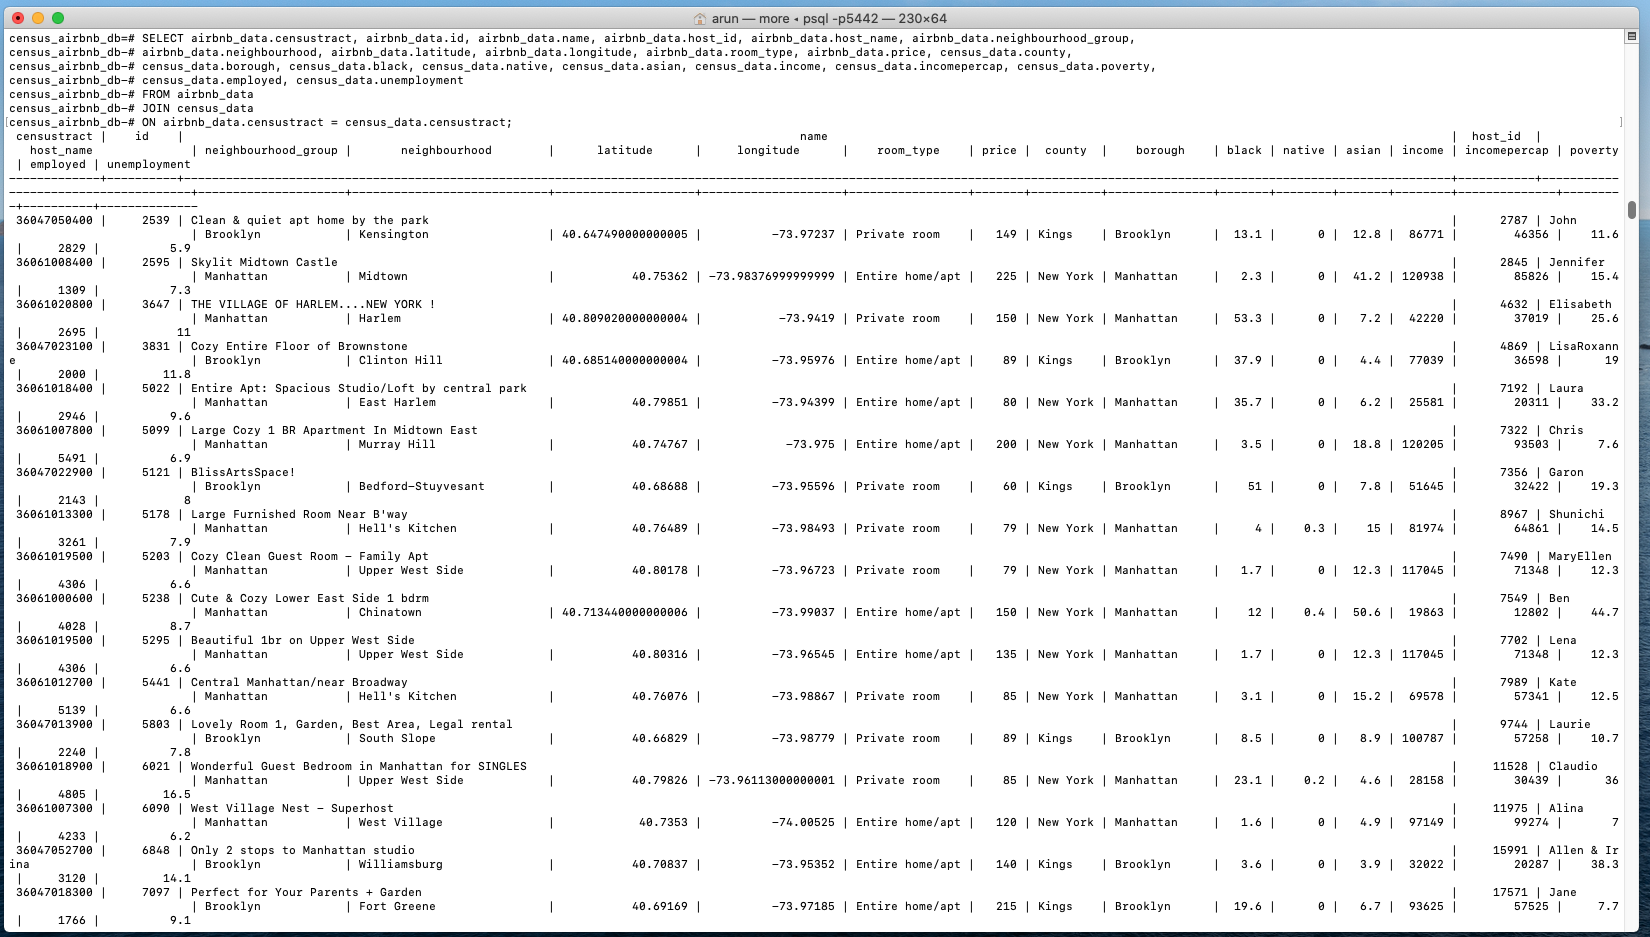 arun — more ◂ psql -p5442 — 230×64
census_airbnb_db=# SELECT airbnb_data.censustract, airbnb_data.id, airbnb_data.name, airbnb_data.host_id, airbnb_data.host_name, airbnb_data.neighbourhood_group,
census_airbnb_db-# airbnb_data.neighbourhood, airbnb_data.latitude, airbnb_data.longitude, airbnb_data.room_type, airbnb_data.price, census_data.county,
census_airbnb_db-# census_data.borough, census_data.black, census_data.native, census_data.asian, census_data.income, census_data.incomepercap, census_data.poverty,
census_airbnb_db-# census_data.employed, census_data.unemployment
census_airbnb_db-# FROM airbnb_data
census_airbnb_db-# JOIN census_data
[census_airbnb_db-# ON airbnb_data.censustract = census_data.censustract; ]
censustract | id | name | host_id |
host_name | neighbourhood_group | neighbourhood | latitude | longitude | room_type | price | county | borough | black | native | asian | income | incomepercap | poverty
| employed | unemployment
36047050400 | 2539 | Clean & quiet apt home by the park | 2787 | John
| Brooklyn | Kensington | 40.647490000000005 | -73.97237 | Private room | 149 | Kings | Brooklyn | 13.1 | 0 | 12.8 | 86771 | 46356 | 11.6
| 2829 | 5.9
36061008400 | 2595 | Skylit Midtown Castle | 2845 | Jennifer
| Manhattan | Midtown | 40.75362 | -73.98376999999999 | Entire home/apt | 225 | New York | Manhattan | 2.3 | 0 | 41.2 | 120938 | 85826 | 15.4
| 1309 | 7.3
36061020800 | 3647 | THE VILLAGE OF HARLEM....NEW YORK ! | 4632 | Elisabeth
| Manhattan | Harlem | 40.809020000000004 | -73.9419 | Private room | 150 | New York | Manhattan | 53.3 | 0 | 7.2 | 42220 | 37019 | 25.6
| 2695 | 11
36047023100 | 3831 | Cozy Entire Floor of Brownstone | 4869 | LisaRoxann
e | Brooklyn | Clinton Hill | 40.685140000000004 | -73.95976 | Entire home/apt | 89 | Kings | Brooklyn | 37.9 | 0 | 4.4 | 77039 | 36598 | 19
| 2000 | 11.8
36061018400 | 5022 | Entire Apt: Spacious Studio/Loft by central park | 7192 | Laura
| Manhattan | East Harlem | 40.79851 | -73.94399 | Entire home/apt | 80 | New York | Manhattan | 35.7 | 0 | 6.2 | 25581 | 20311 | 33.2
| 2946 | 9.6
36061007800 | 5099 | Large Cozy 1 BR Apartment In Midtown East | 7322 | Chris
| Manhattan | Murray Hill | 40.74767 | -73.975 | Entire home/apt | 200 | New York | Manhattan | 3.5 | 0 | 18.8 | 120205 | 93503 | 7.6
| 5491 | 6.9
36047022900 | 5121 | BlissArtsSpace! | 7356 | Garon
| Brooklyn | Bedford-Stuyvesant | 40.68688 | -73.95596 | Private room | 60 | Kings | Brooklyn | 51 | 0 | 7.8 | 51645 | 32422 | 19.3
| 2143 | 8
36061013300 | 5178 | Large Furnished Room Near B'way | 8967 | Shunichi
| Manhattan | Hell's Kitchen | 40.76489 | -73.98493 | Private room | 79 | New York | Manhattan | 4 | 0.3 | 15 | 81974 | 64861 | 14.5
| 3261 | 7.9
36061019500 | 5203 | Cozy Clean Guest Room - Family Apt | 7490 | MaryEllen
| Manhattan | Upper West Side | 40.80178 | -73.96723 | Private room | 79 | New York | Manhattan | 1.7 | 0 | 12.3 | 117045 | 71348 | 12.3
| 4306 | 6.6
36061000600 | 5238 | Cute & Cozy Lower East Side 1 bdrm | 7549 | Ben
| Manhattan | Chinatown | 40.713440000000006 | -73.99037 | Entire home/apt | 150 | New York | Manhattan | 12 | 0.4 | 50.6 | 19863 | 12802 | 44.7
| 4028 | 8.7
36061019500 | 5295 | Beautiful 1br on Upper West Side | 7702 | Lena
| Manhattan | Upper West Side | 40.80316 | -73.96545 | Entire home/apt | 135 | New York | Manhattan | 1.7 | 0 | 12.3 | 117045 | 71348 | 12.3
| 4306 | 6.6
36061012700 | 5441 | Central Manhattan/near Broadway | 7989 | Kate
| Manhattan | Hell's Kitchen | 40.76076 | -73.98867 | Private room | 85 | New York | Manhattan | 3.1 | 0 | 15.2 | 69578 | 57341 | 12.5
| 5139 | 6.6
36047013900 | 5803 | Lovely Room 1, Garden, Best Area, Legal rental | 9744 | Laurie
| Brooklyn | South Slope | 40.66829 | -73.98779 | Private room | 89 | Kings | Brooklyn | 8.5 | 0 | 8.9 | 100787 | 57258 | 10.7
| 2240 | 7.8
36061018900 | 6021 | Wonderful Guest Bedroom in Manhattan for SINGLES | 11528 | Claudio
| Manhattan | Upper West Side | 40.79826 | -73.96113000000001 | Private room | 85 | New York | Manhattan | 23.1 | 0.2 | 4.6 | 28158 | 30439 | 36
| 4805 | 16.5
36061007300 | 6090 | West Village Nest - Superhost | 11975 | Alina
| Manhattan | West Village | 40.7353 | -74.00525 | Entire home/apt | 120 | New York | Manhattan | 1.6 | 0 | 4.9 | 97149 | 99274 | 7
| 4233 | 6.2
36047052700 | 6848 | Only 2 stops to Manhattan studio | 15991 | Allen & Ir
ina | Brooklyn | Williamsburg | 40.70837 | -73.95352 | Entire home/apt | 140 | Kings | Brooklyn | 3.6 | 0 | 3.9 | 32022 | 20287 | 38.3
| 3120 | 14.1
36047018300 | 7097 | Perfect for Your Parents + Garden | 17571 | Jane
| Brooklyn | Fort Greene | 40.69169 | -73.97185 | Entire home/apt | 215 | Kings | Brooklyn | 19.6 | 0 | 6.7 | 93625 | 57525 | 7.7
| 1766 | 9.1